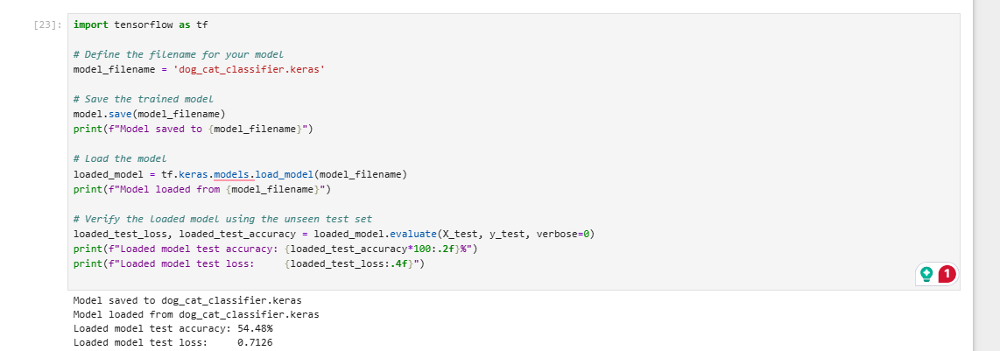 [23]: import tensorflow as tf
# Define the filename for your model
model_filename = 'dog_cat_classifier.keras'
# Save the trained model
model.save(model_filename)
print(f"Model saved to {model_filename}")
# Load the model
loaded_model = tf.keras.models.load_model(model_filename)
print(f"Model loaded from {model_filename}")
# Verify the loaded model using the unseen test set
loaded_test_loss, loaded_test_accuracy = loaded_model.evaluate(X_test, y_test, verbose=0)
print(f"Loaded model test accuracy: {loaded_test_accuracy*100:.2f}%")
print(f"Loaded model test loss:     {loaded_test_loss:.4f}")
1
Model saved to dog_cat_classifier.keras
Model loaded from dog_cat_classifier.keras
Loaded model test accuracy: 54.48%
Loaded model test loss:     0.7126